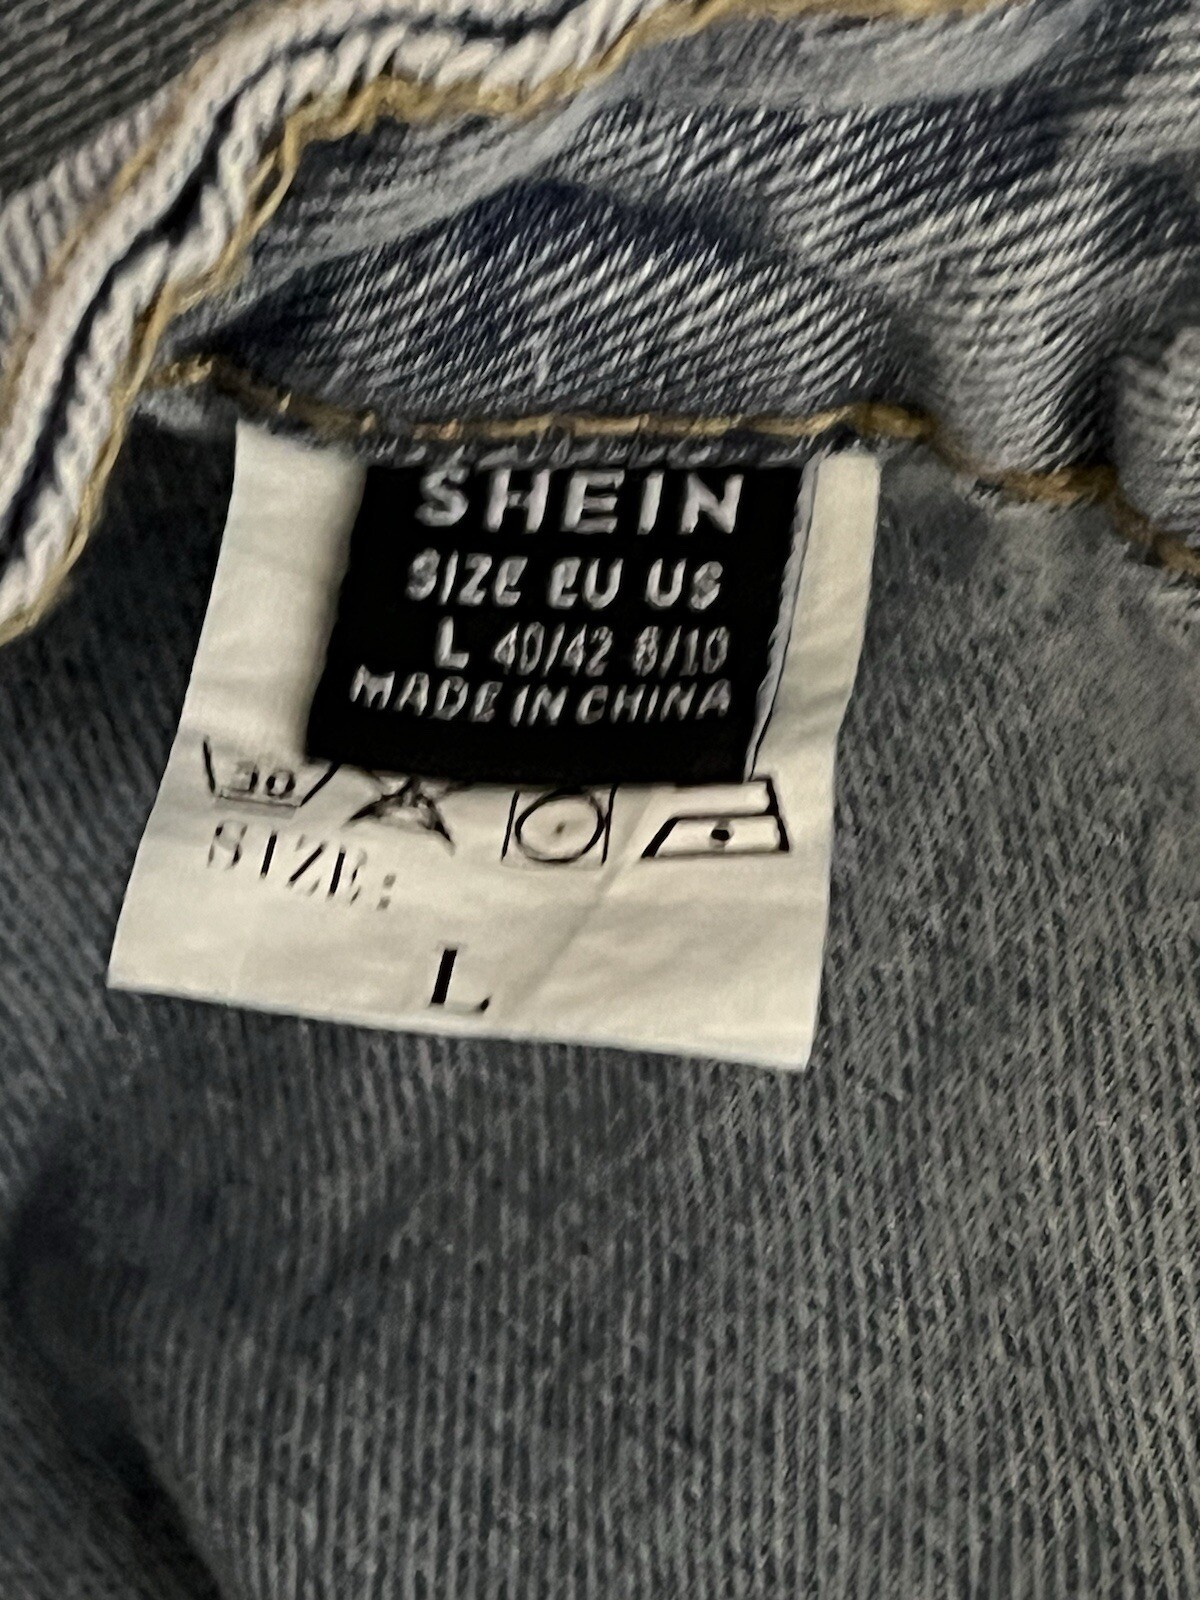 SHEIN
SIZE EU US
L 40/42 8/10
MADE IN CHINA
30
SIZE:
L